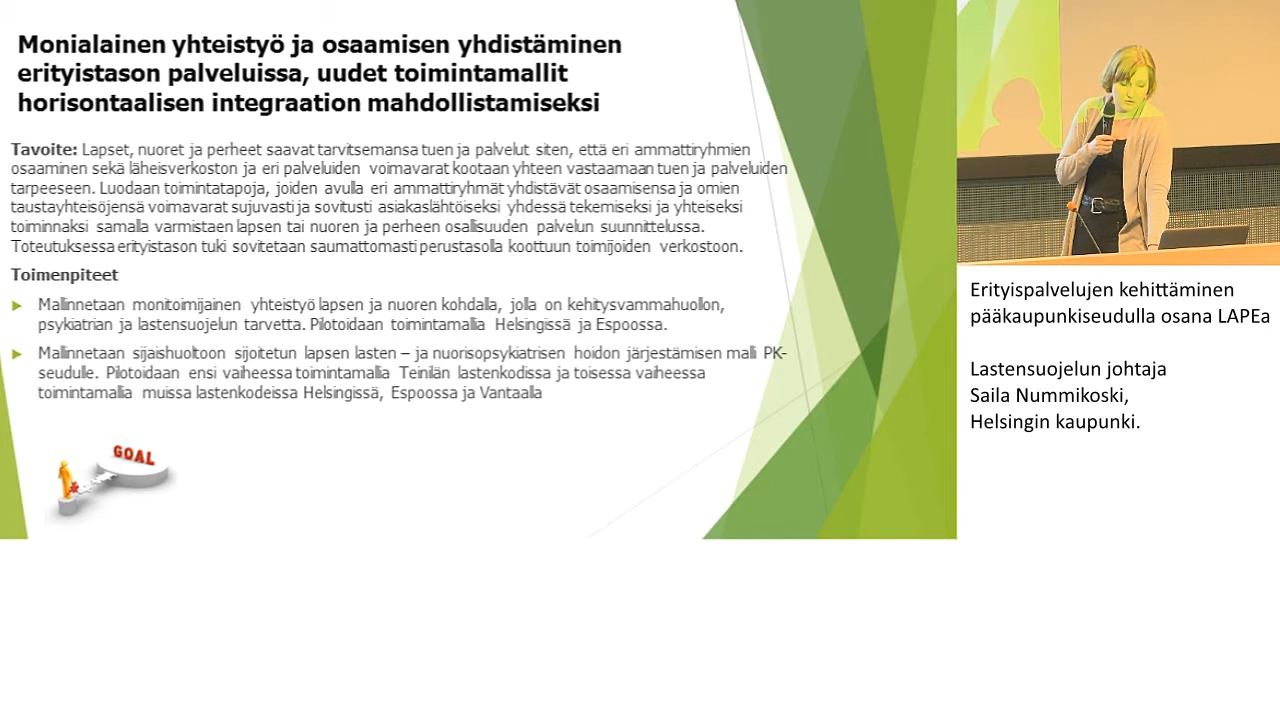 Monialainen yhteistyö ja osaamisen yhdistäminen
erityistason palveluissa, uudet toimintamallit
horisontaalisen integraation mahdollistamiseksi
Tavoite: Lapset, nuoret ja perheet saavat tarvitsemansa tuen ja palvelut siten, että eri ammattiryhmien
osaaminen sekä läheisverkoston ja eri palveluiden voimavarat kootaan yhteen vastaamaan tuen ja palveluiden
tarpeeseen. Luodaan toimintatapoja, joiden avulla eri ammattiryhmät yhdistävät osaamisensa ja omien
taustayhteisöjensä voimavarat sujuvasti ja sovitusti asiakaslähtöiseksi yhdessä tekemiseksi ja yhteiseksi
toiminnaksi samalla varmistaen lapsen tai nuoren ja perheen osallisuuden palvelun suunnittelussa.
Toteutuksessa erityistason tuki sovitetaan saumattomasti perustasolla koottuun toimijoiden verkostoon.
Toimenpiteet
Mallinnetaan monitoimijainen yhteistyö lapsen ja nuoren kohdalla, jolla on kehitysvammahuollon,
psykiatrian ja lastensuojelun tarvetta. Pilotoidaan toimintamallia Helsingissä ja Espoossa.
Mallinnetaan sijaishuoltoon sijoitetun lapsen lasten – ja nuorisopsykiatrisen hoidon järjestämisen malli PK-
seudulle. Pilotoidaan ensi vaiheessa toimintamallia Teinilän lastenkodissa ja toisessa vaiheessa
toimintamallia muissa lastenkodeissa Helsingissä, Espoossa ja Vantaalla
GOAL
Erityispalvelujen kehittäminen
pääkaupunkiseudulla osana LAPEa
Lastensuojelun johtaja
Saila Nummikoski,
Helsingin kaupunki.